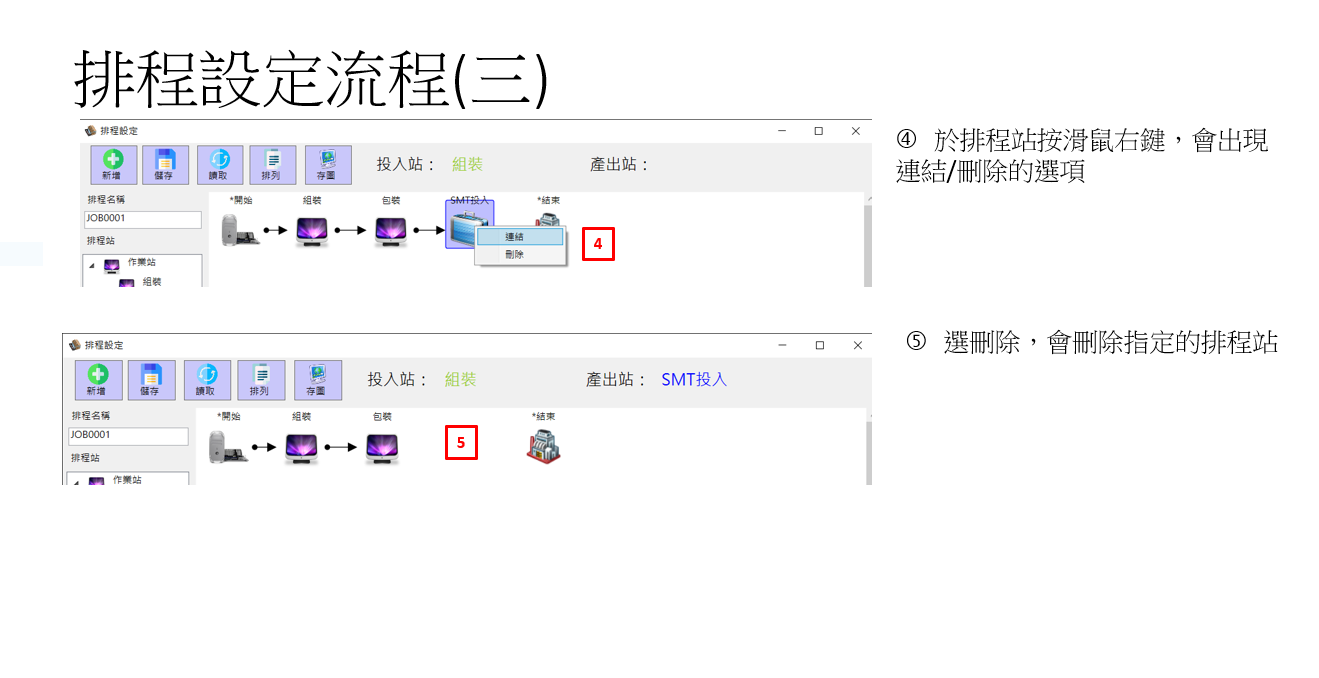 排程設定流程(三)
排程設定
新增 儲存 讀取 排列 存圖 投入站： 組裝 產出站：
排程名稱
JOB0001
排程站
作業站
組裝
*開始 組裝 包裝 SMT投入 *結束
連結
刪除
4
④ 於排程站按滑鼠右鍵，會出現
連結/刪除的選項
排程設定
新增 儲存 讀取 排列 存圖 投入站： 組裝 產出站： SMT投入
排程名稱
JOB0001
排程站
作業站
*開始 組裝 包裝 *結束
5
⑤ 選刪除，會刪除指定的排程站